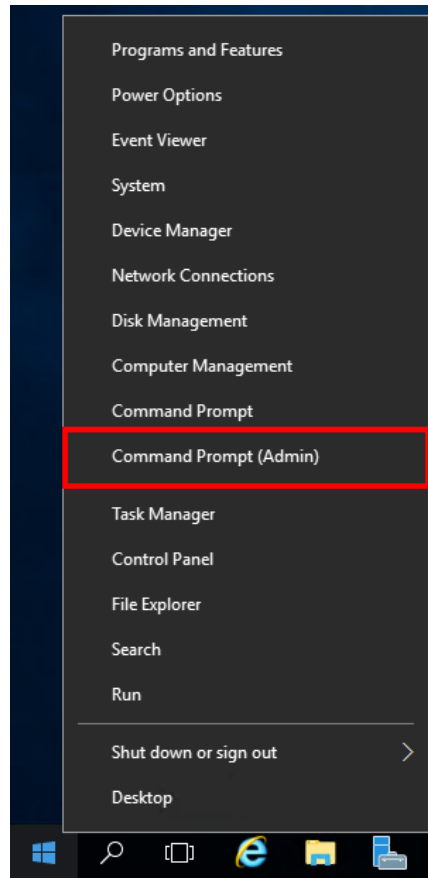 Programs and Features
Power Options
Event Viewer
System
Device Manager
Network Connections
Disk Management
Computer Management
Command Prompt
Command Prompt (Admin)
Task Manager
Control Panel
File Explorer
Search
Run
Shut down or sign out
Desktop